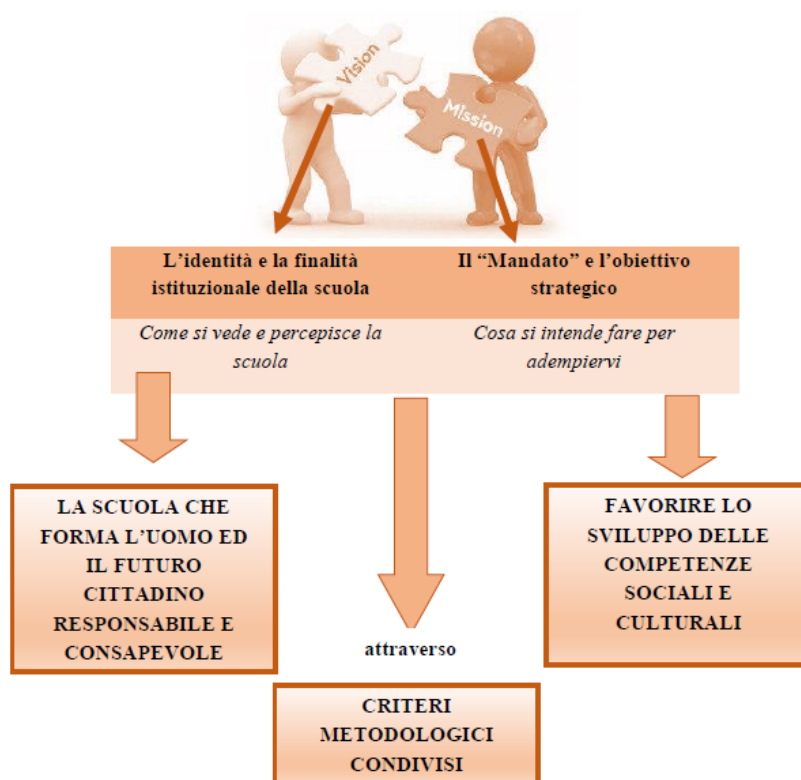 Vision
Mission
L'identità e la finalità
istituzionale della scuola
Il “Mandato” e l'obiettivo
strategico
Come si vede e percepisce la
scuola
Cosa si intende fare per
adempiervi
LA SCUOLA CHE
FORMA L'UOMO ED
IL FUTURO
CITTADINO
RESPONSABILE E
CONSAPEVOLE
FAVORIRE LO
SVILUPPO DELLE
COMPETENZE
SOCIALI E
CULTURALI
attraverso
CRITERI
METODOLOGICI
CONDIVISI